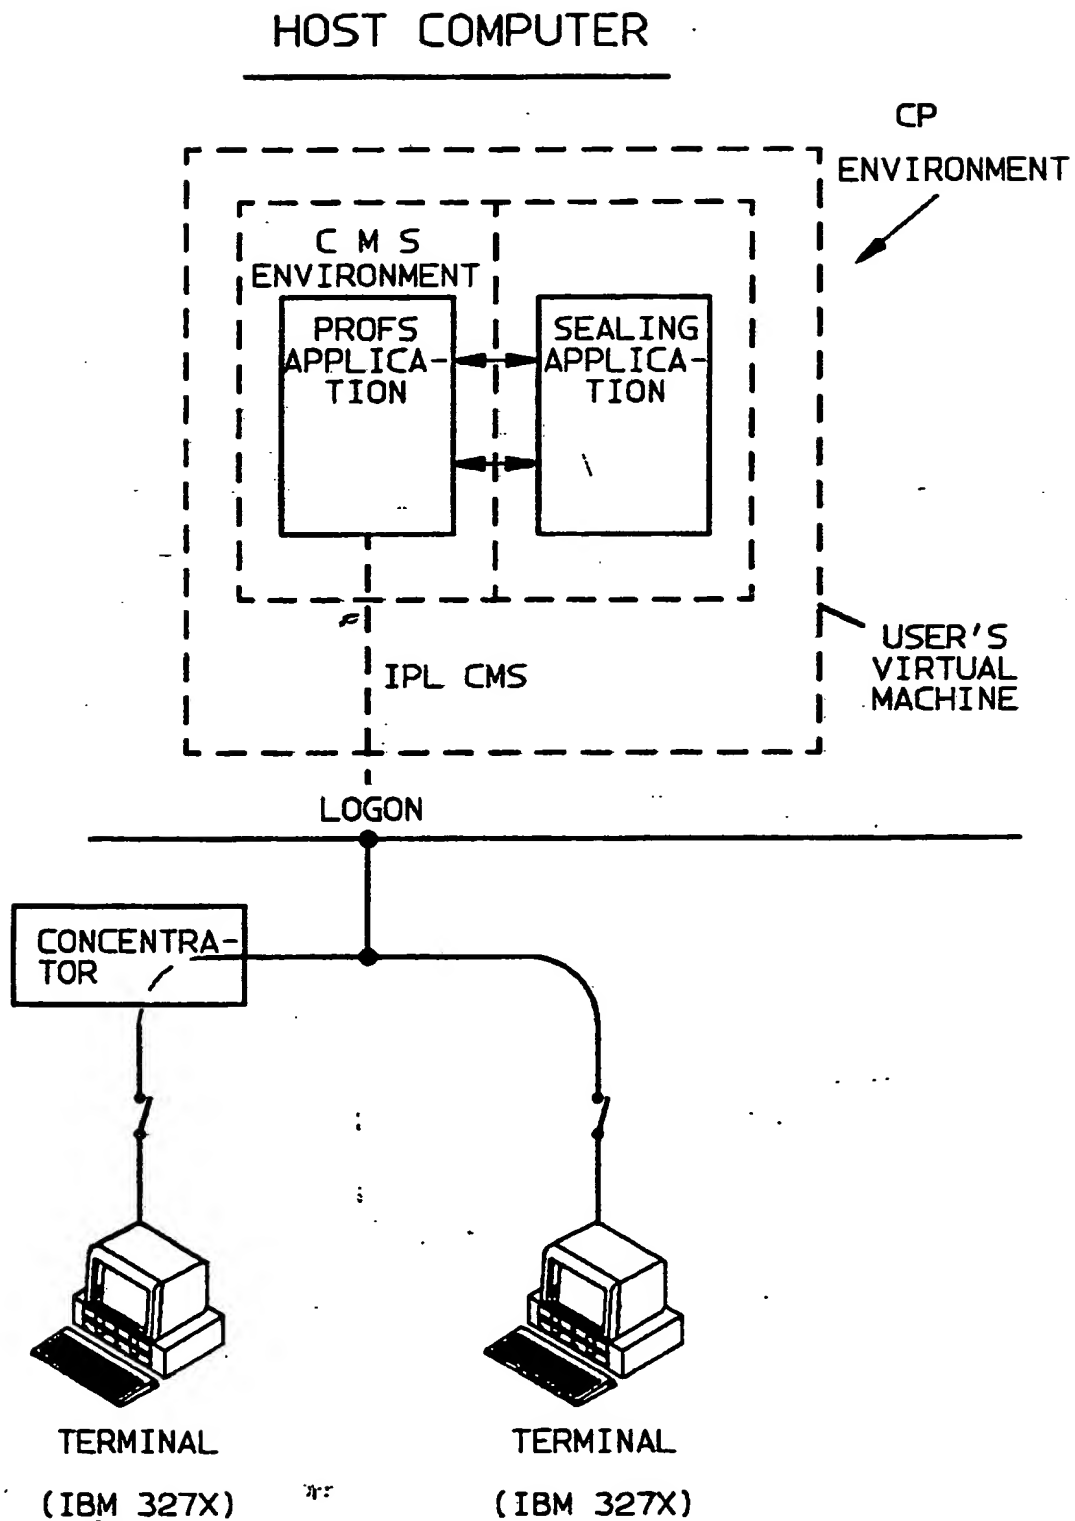 HOST COMPUTER
CP
ENVIRONMENT
C M S
ENVIRONMENT
PROFS
APPLICA-
TION
SEALING
APPLICA-
TION
USER'S
VIRTUAL
MACHINE
IPL CMS
LOGON
CONCENTRA-
TOR
TERMINAL
(IBM 327X)
TERMINAL
(IBM 327X)